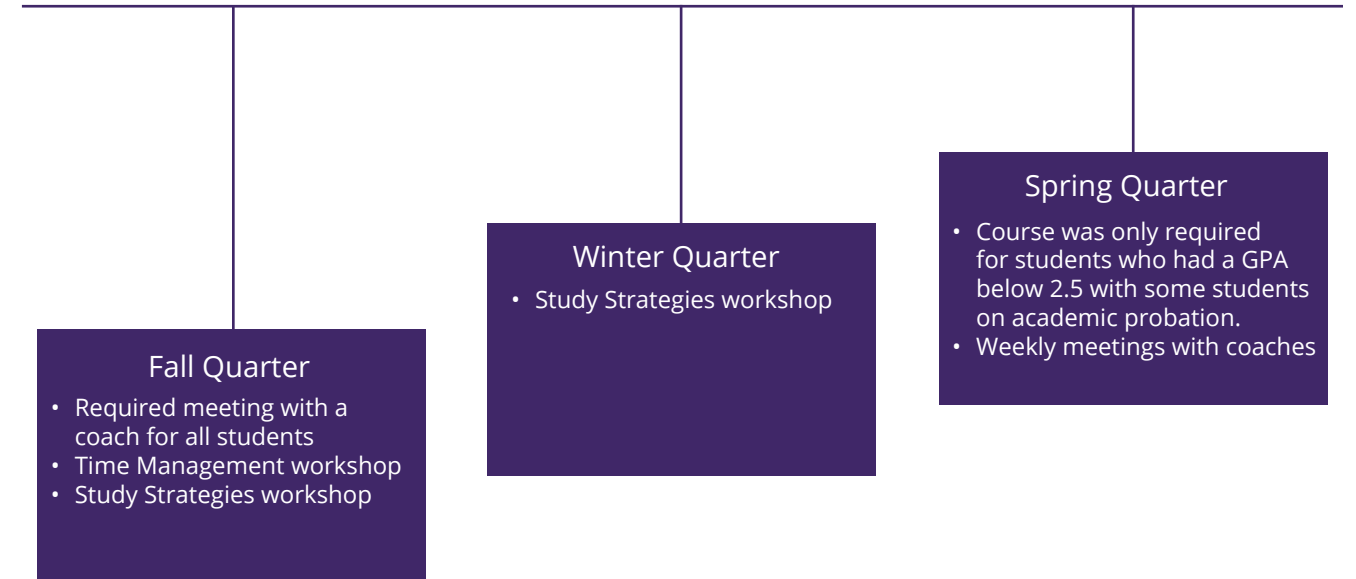 Fall Quarter
• Required meeting with a
coach for all students
• Time Management workshop
• Study Strategies workshop
Winter Quarter
• Study Strategies workshop
Spring Quarter
• Course was only required
for students who had a GPA
below 2.5 with some students
on academic probation.
• Weekly meetings with coaches